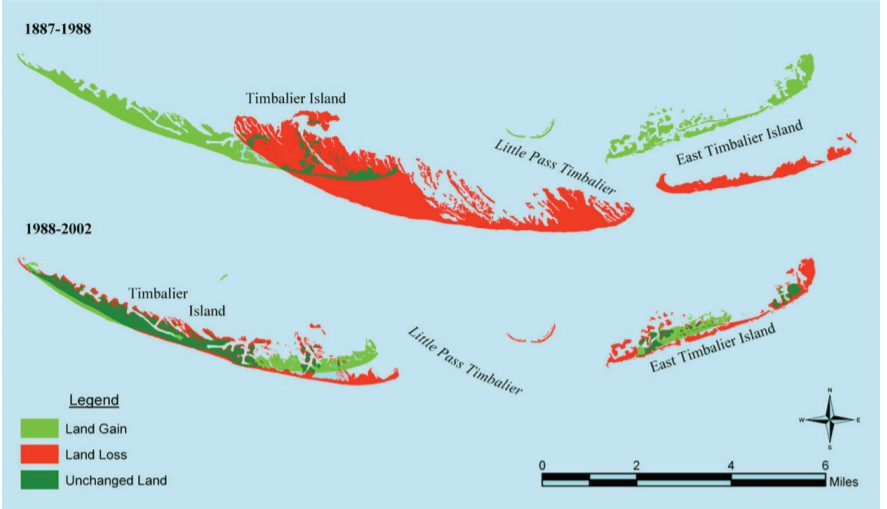 1887-1988
Timbalier Island
Little Pass Timbalier
East Timbalier Island
1988-2002
Timbalier
Island
Little Pass Timbalier
East Timbalier Island
Legend
Land Gain
Land Loss
Unchanged Land
N
W
E
S
0 2 4 6
Miles